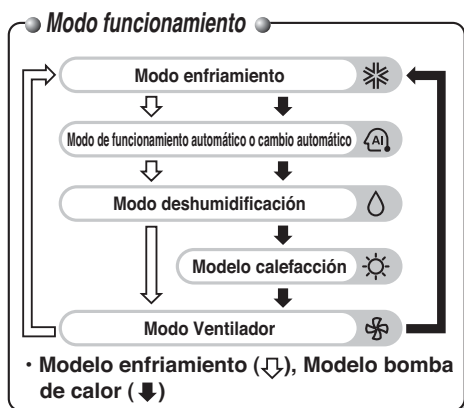 Modo funcionamiento
Modo enfriamiento
Modo de funcionamiento automático o cambio automático
AI
Modo deshumidificación
Modelo calefacción
Modo Ventilador
· Modelo enfriamiento (⇩), Modelo bomba
de calor (⬇)